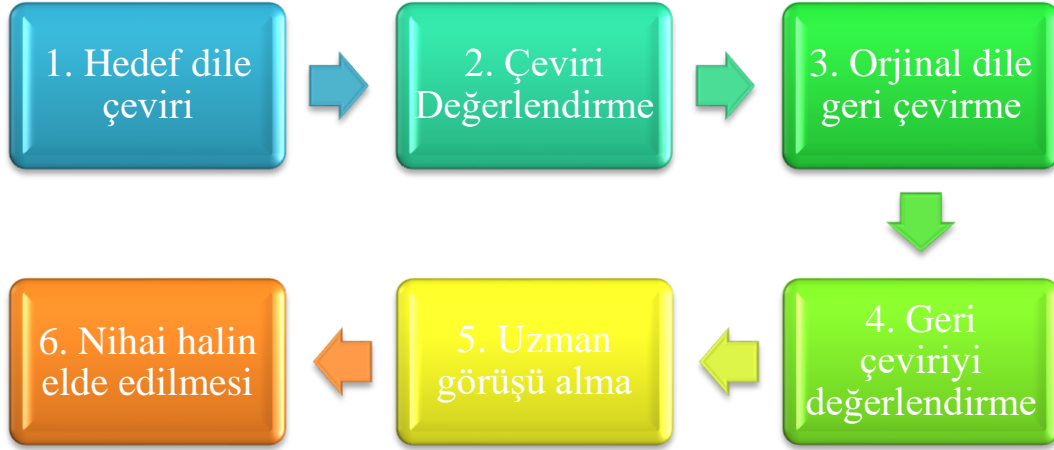 1. Hedef dile
çeviri
2. Çeviri
Değerlendirme
3. Orjinal dile
geri çevirme
4. Geri
çeviriyi
değerlendirme
5. Uzman
görüşü alma
6. Nihai halin
elde edilmesi